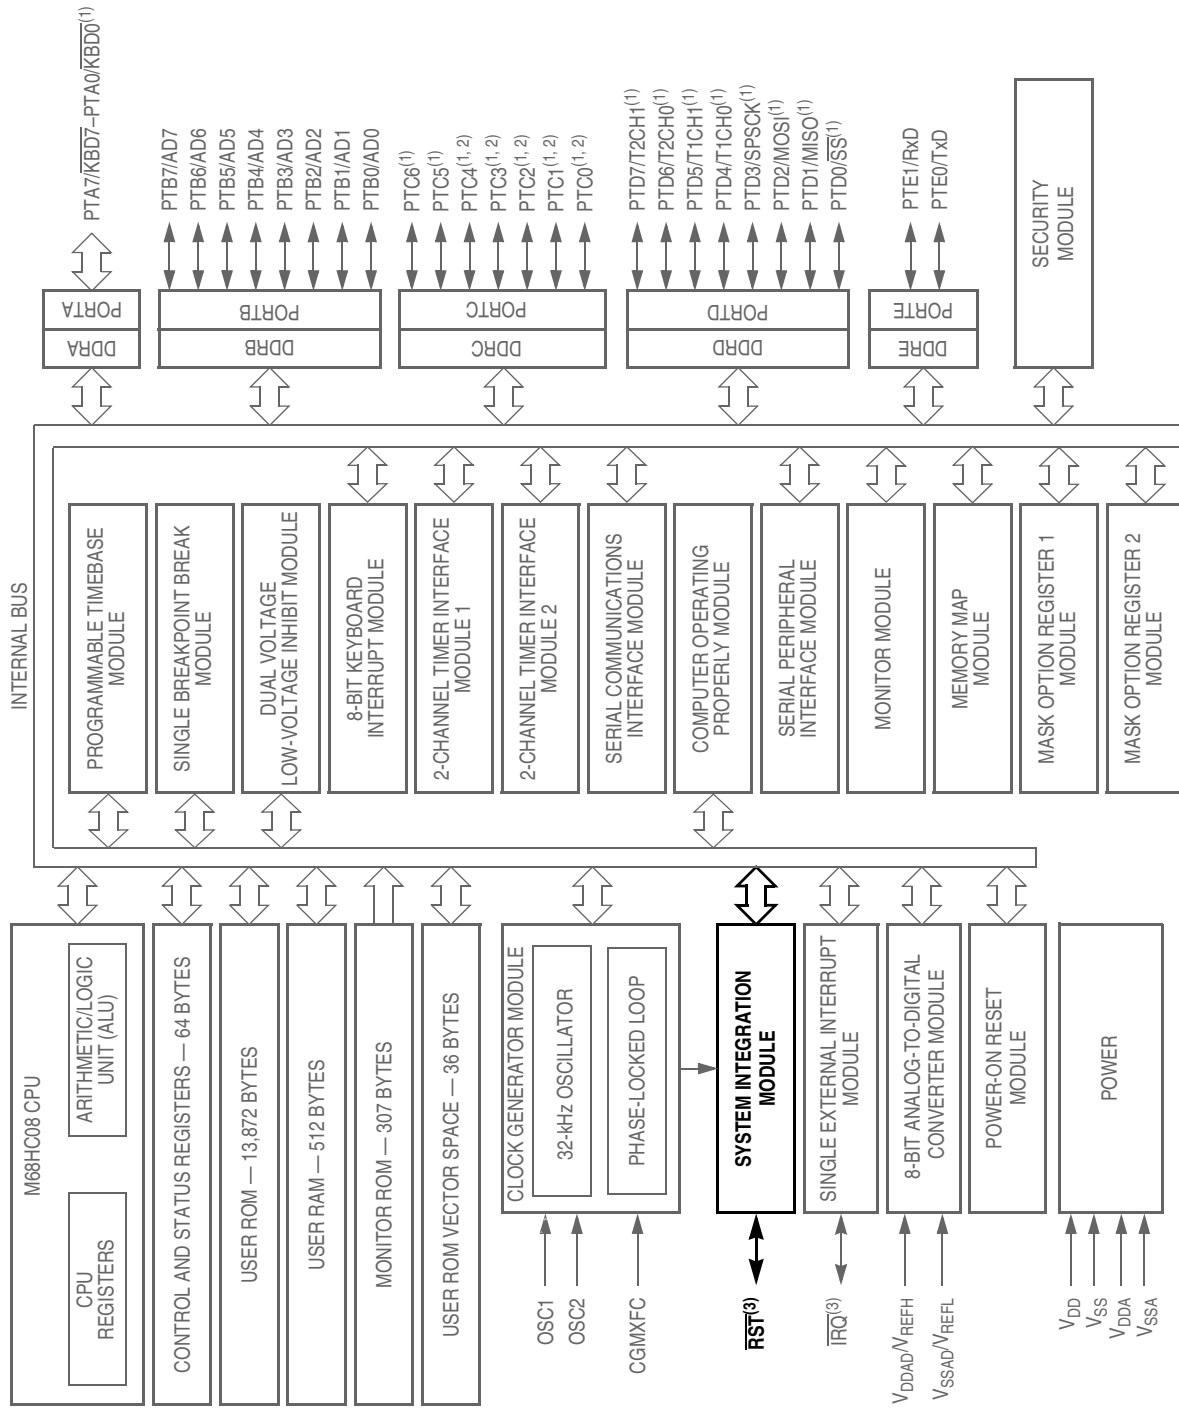 INTERNAL BUS
M68HC08 CPU
CPU
REGISTERS
ARITHMETIC/LOGIC
UNIT (ALU)
CONTROL AND STATUS REGISTERS — 64 BYTES
USER ROM — 13,872 BYTES
USER RAM — 512 BYTES
MONITOR ROM — 307 BYTES
USER ROM VECTOR SPACE — 36 BYTES
CLOCK GENERATOR MODULE
32-kHz OSCILLATOR
PHASE-LOCKED LOOP
OSC1
OSC2
CGMXFC
SYSTEM INTEGRATION
MODULE
RST(3)
SINGLE EXTERNAL INTERRUPT
MODULE
IRQ(3)
8-BIT ANALOG-TO-DIGITAL
CONVERTER MODULE
VDDAD/VREFH
VSSAD/VREFL
POWER-ON RESET
MODULE
POWER
VDD
VSS
VDDA
VSSA
PROGRAMMABLE TIMEBASE
MODULE
SINGLE BREAKPOINT BREAK
MODULE
DUAL VOLTAGE
LOW-VOLTAGE INHIBIT MODULE
8-BIT KEYBOARD
INTERRUPT MODULE
2-CHANNEL TIMER INTERFACE
MODULE 1
2-CHANNEL TIMER INTERFACE
MODULE 2
SERIAL COMMUNICATIONS
INTERFACE MODULE
COMPUTER OPERATING
PROPERLY MODULE
SERIAL PERIPHERAL
INTERFACE MODULE
MONITOR MODULE
MEMORY MAP
MODULE
MASK OPTION REGISTER 1
MODULE
MASK OPTION REGISTER 2
MODULE
DDRA
PORTA
PTA7/KBD7–PTA0/KBD0(1)
DDRB
PORTB
PTB7/AD7
PTB6/AD6
PTB5/AD5
PTB4/AD4
PTB3/AD3
PTB2/AD2
PTB1/AD1
PTB0/AD0
DDRC
PORTC
PTC6(1)
PTC5(1)
PTC4(1, 2)
PTC3(1, 2)
PTC2(1, 2)
PTC1(1, 2)
PTC0(1, 2)
DDRD
PORTD
PTD7/T2CH1(1)
PTD6/T2CH0(1)
PTD5/T1CH1(1)
PTD4/T1CH0(1)
PTD3/SPSCK(1)
PTD2/MOSI(1)
PTD1/MISO(1)
PTD0/SS(1)
DDRE
PORTE
PTE1/RxD
PTE0/TxD
SECURITY
MODULE